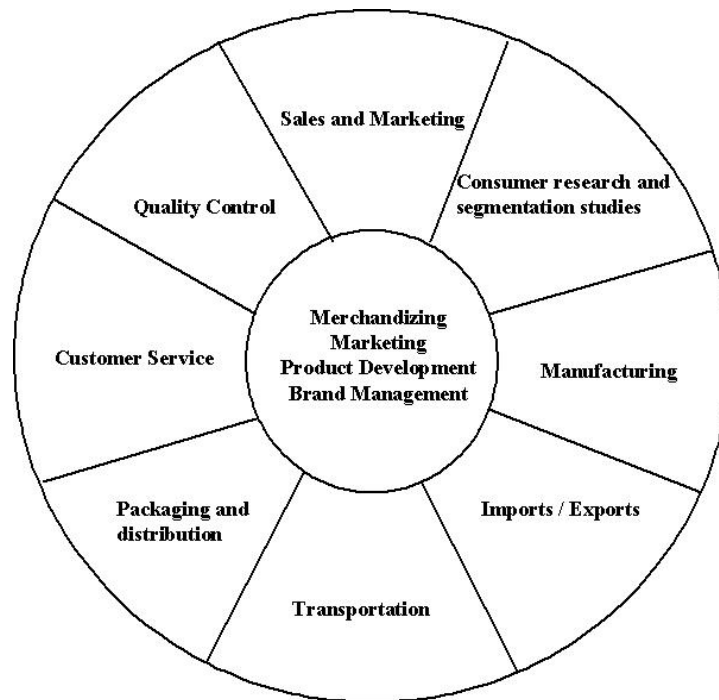 Sales and Marketing
Consumer research and
segmentation studies
Quality Control
Merchandizing
Marketing
Product Development
Brand Management
Customer Service
Manufacturing
Packaging and
distribution
Imports / Exports
Transportation